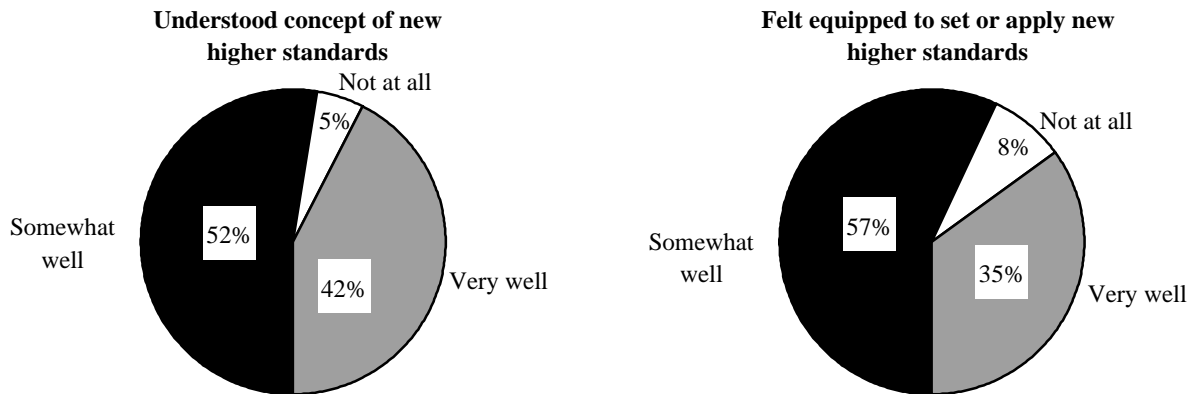 Understood concept of new
higher standards
Not at all
5%
52%
Somewhat
well
42%
Very well
Felt equipped to set or apply new
higher standards
Not at all
8%
57%
Somewhat
well
35%
Very well